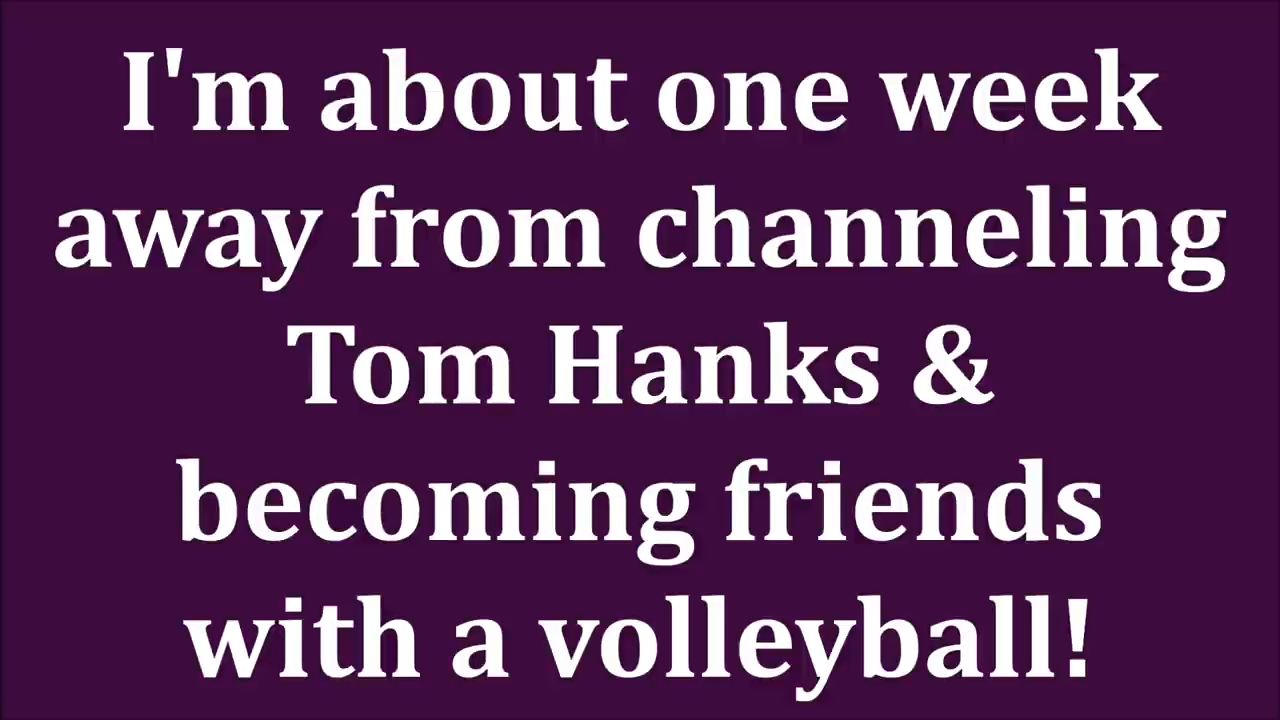 I'm about one week
away from channeling
Tom Hanks &
becoming friends
with a volleyball!